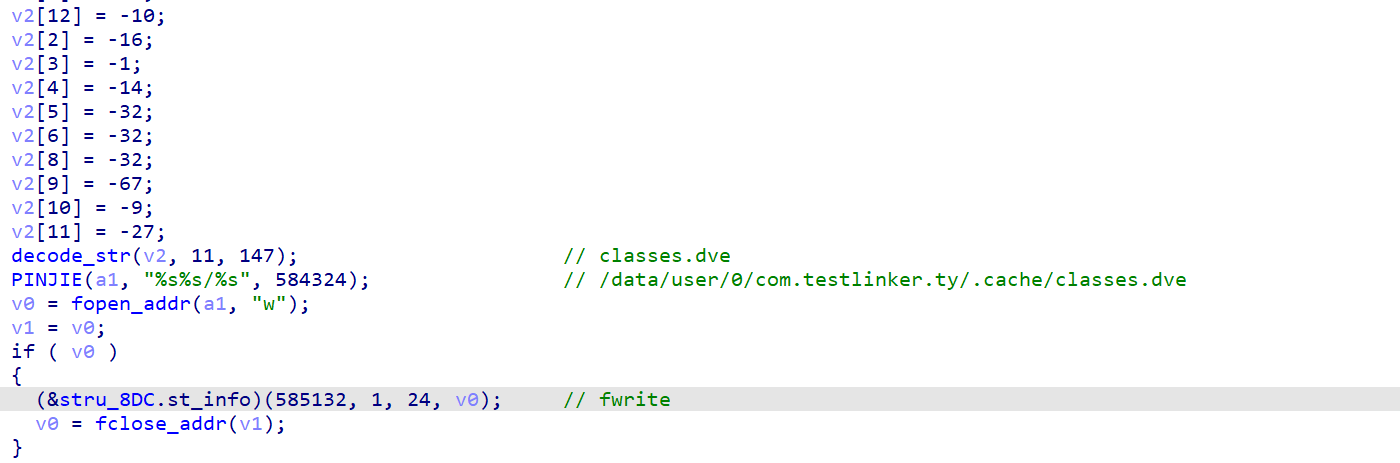 v2[12] = -10;
v2[2] = -16;
v2[3] = -1;
v2[4] = -14;
v2[5] = -32;
v2[6] = -32;
v2[8] = -32;
v2[9] = -67;
v2[10] = -9;
v2[11] = -27;
decode_str(v2, 11, 147); // classes.dve
PINJIE(a1, "%s%s/%s", 584324); // /data/user/0/com.testlinker.ty/.cache/classes.dve
v0 = fopen_addr(a1, "w");
v1 = v0;
if ( v0 )
{
(&stru_8DC.st_info)(585132, 1, 24, v0); // fwrite
v0 = fclose_addr(v1);
}